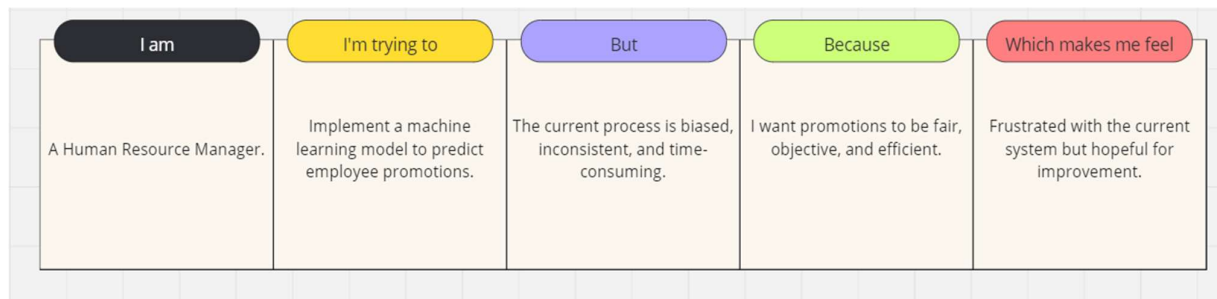 I am
I'm trying to
But
Because
Which makes me feel
A Human Resource Manager.
Implement a machine
learning model to predict
employee promotions.
The current process is biased,
inconsistent, and time-
consuming.
I want promotions to be fair,
objective, and efficient.
Frustrated with the current
system but hopeful for
improvement.